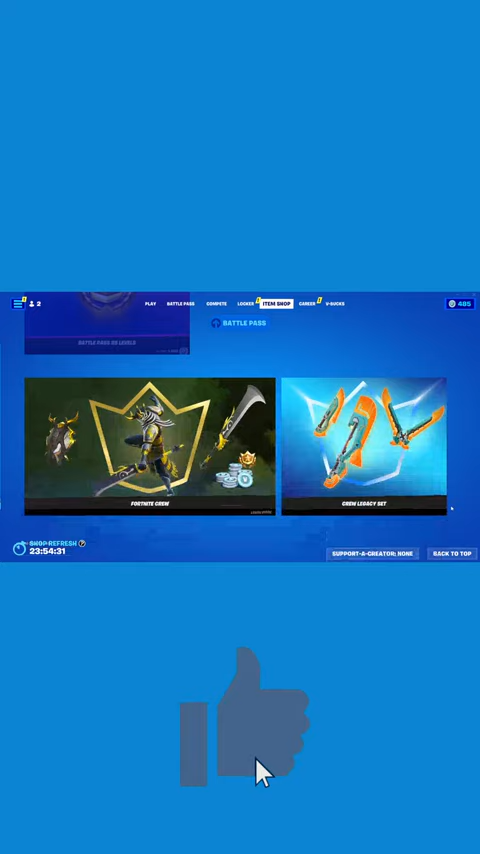 2
PLAY
BATTLE PASS
COMPETE
LOCKER
ITEM SHOP
CAREER
V-BUCKS
485
BATTLE PASS
FORTNITE CREW
CREW LEGACY SET
SHOP REFRESH ?
23:54:31
SUPPORT-A-CREATOR: NONE
BACK TO TOP